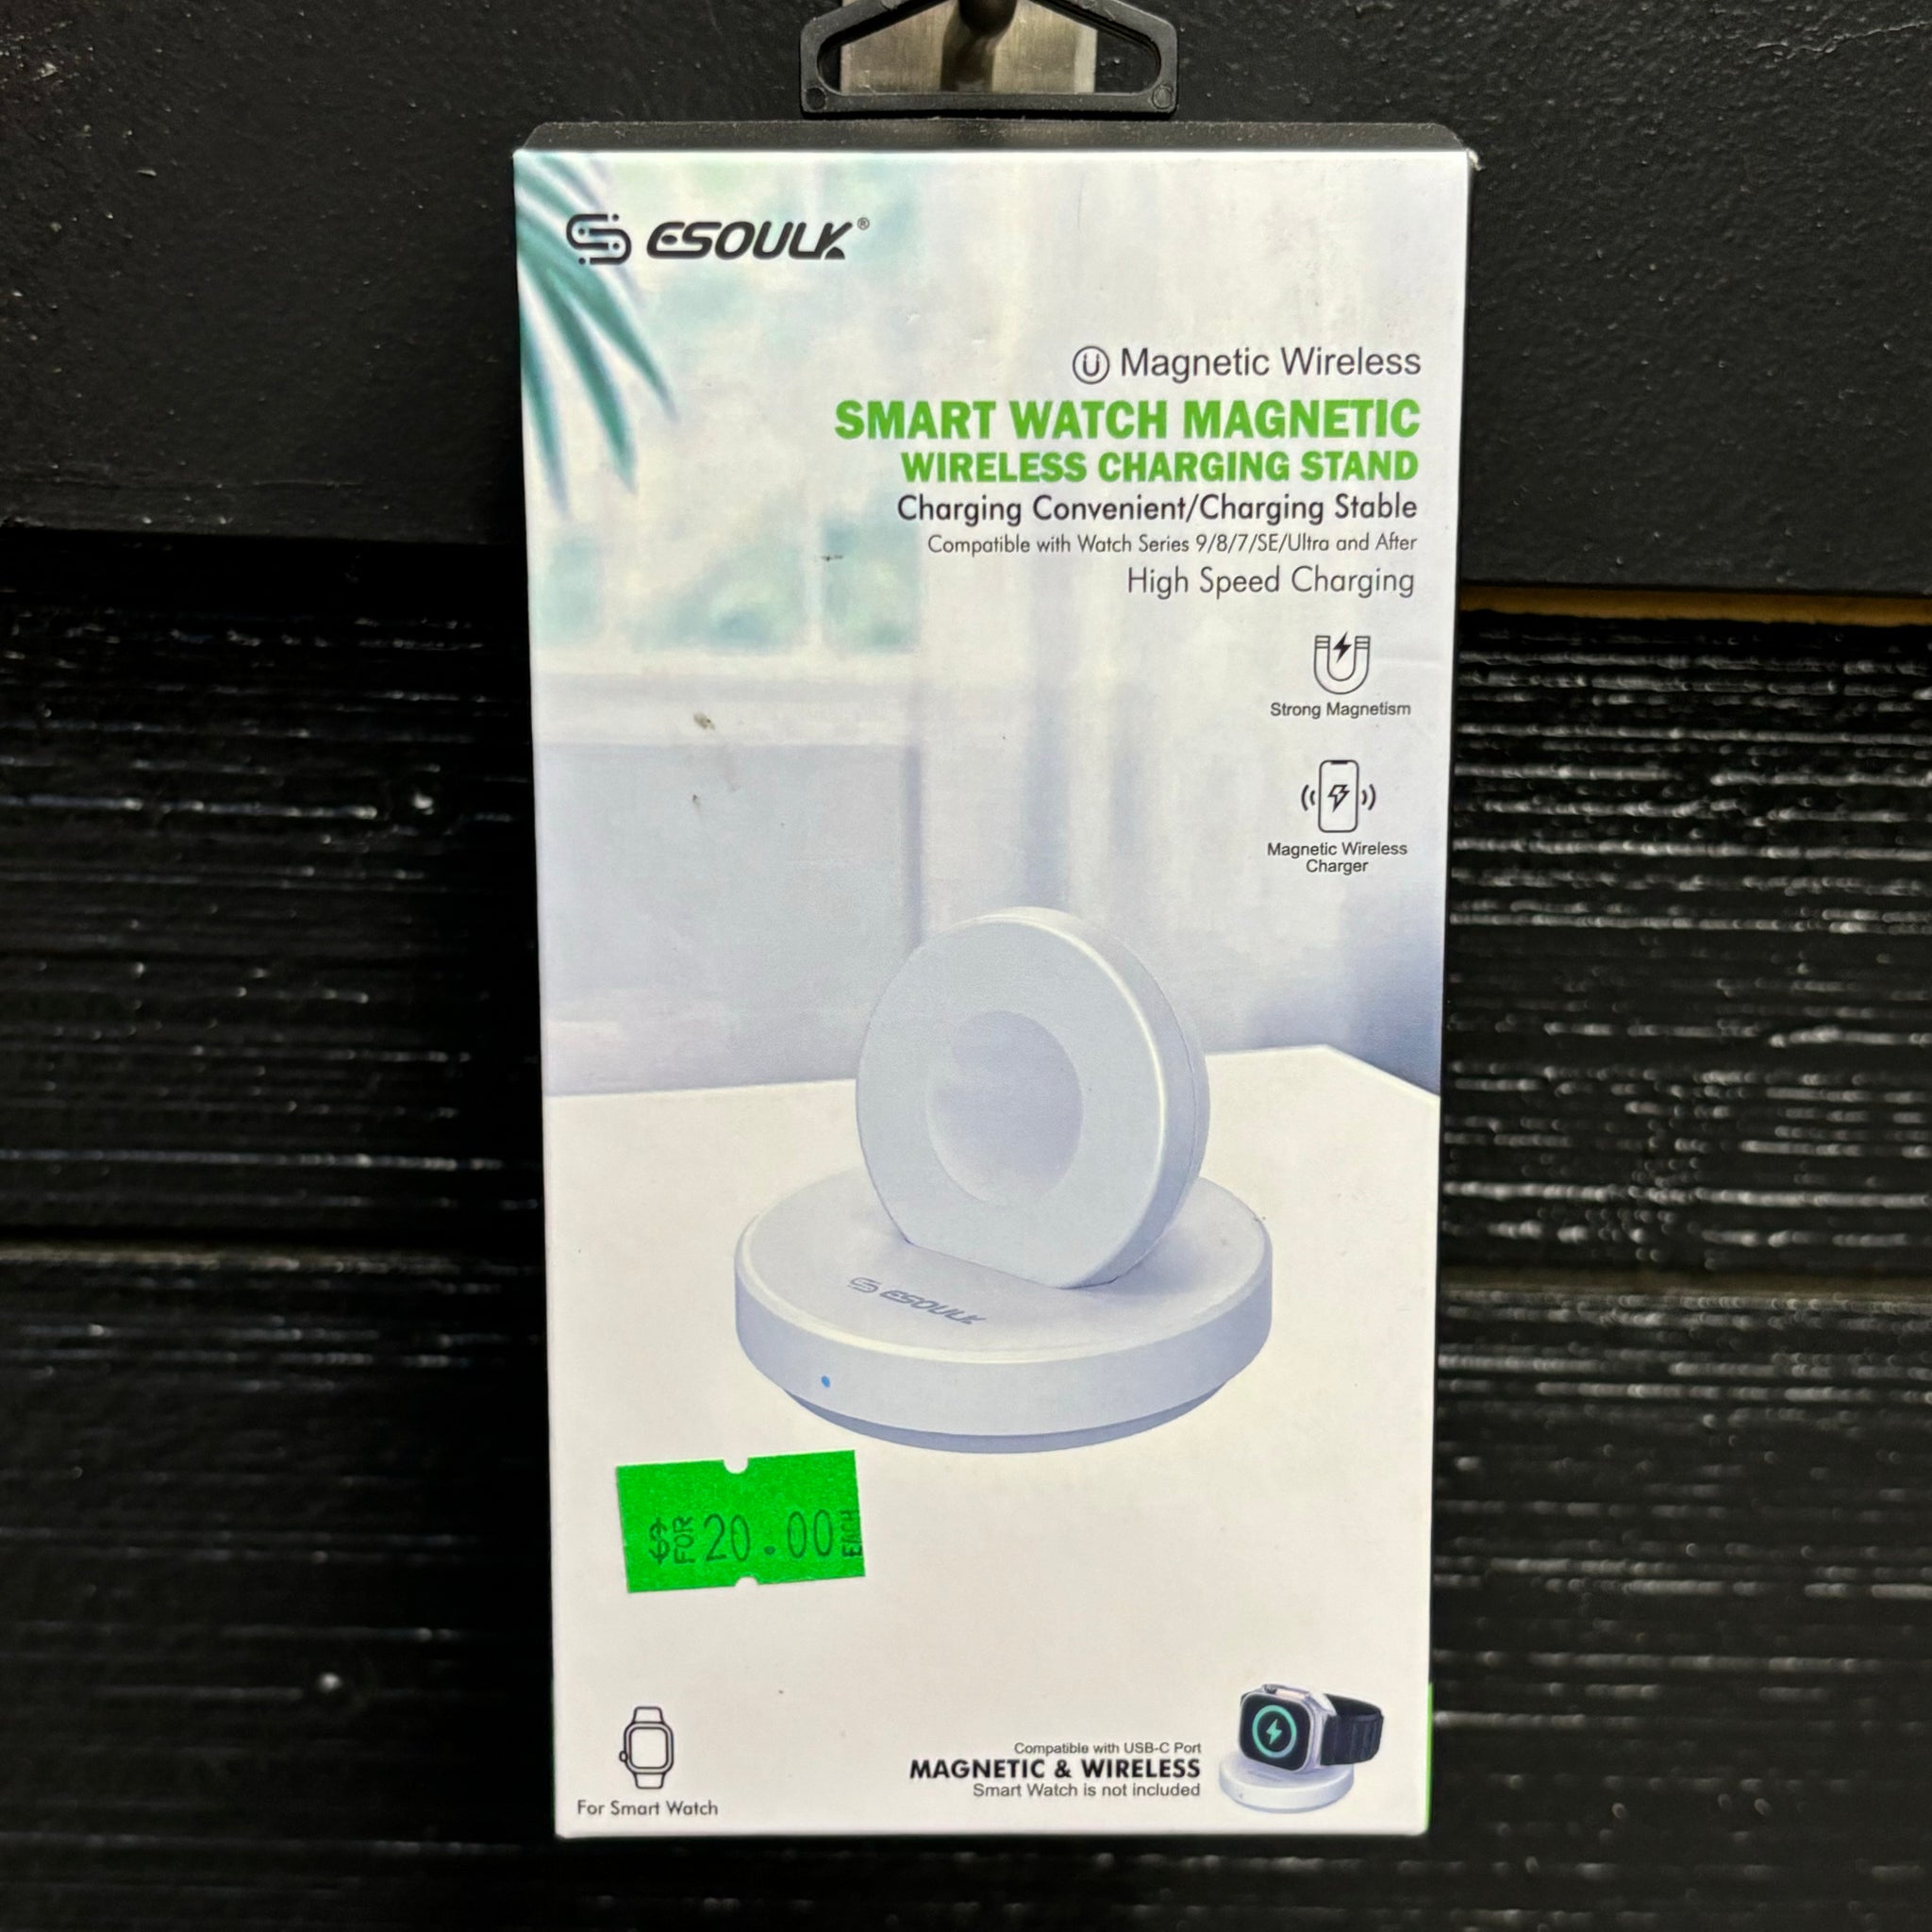 ESOULK®
Magnetic Wireless
SMART WATCH MAGNETIC
WIRELESS CHARGING STAND
Charging Convenient/Charging Stable
Compatible with Watch Series 9/8/7/SE/Ultra and After
High Speed Charging
Strong Magnetism
Magnetic Wireless
Charger
ESOULK
$ FOR 20.00 EACH
For Smart Watch
Compatible with USB-C Port
MAGNETIC & WIRELESS
Smart Watch is not included